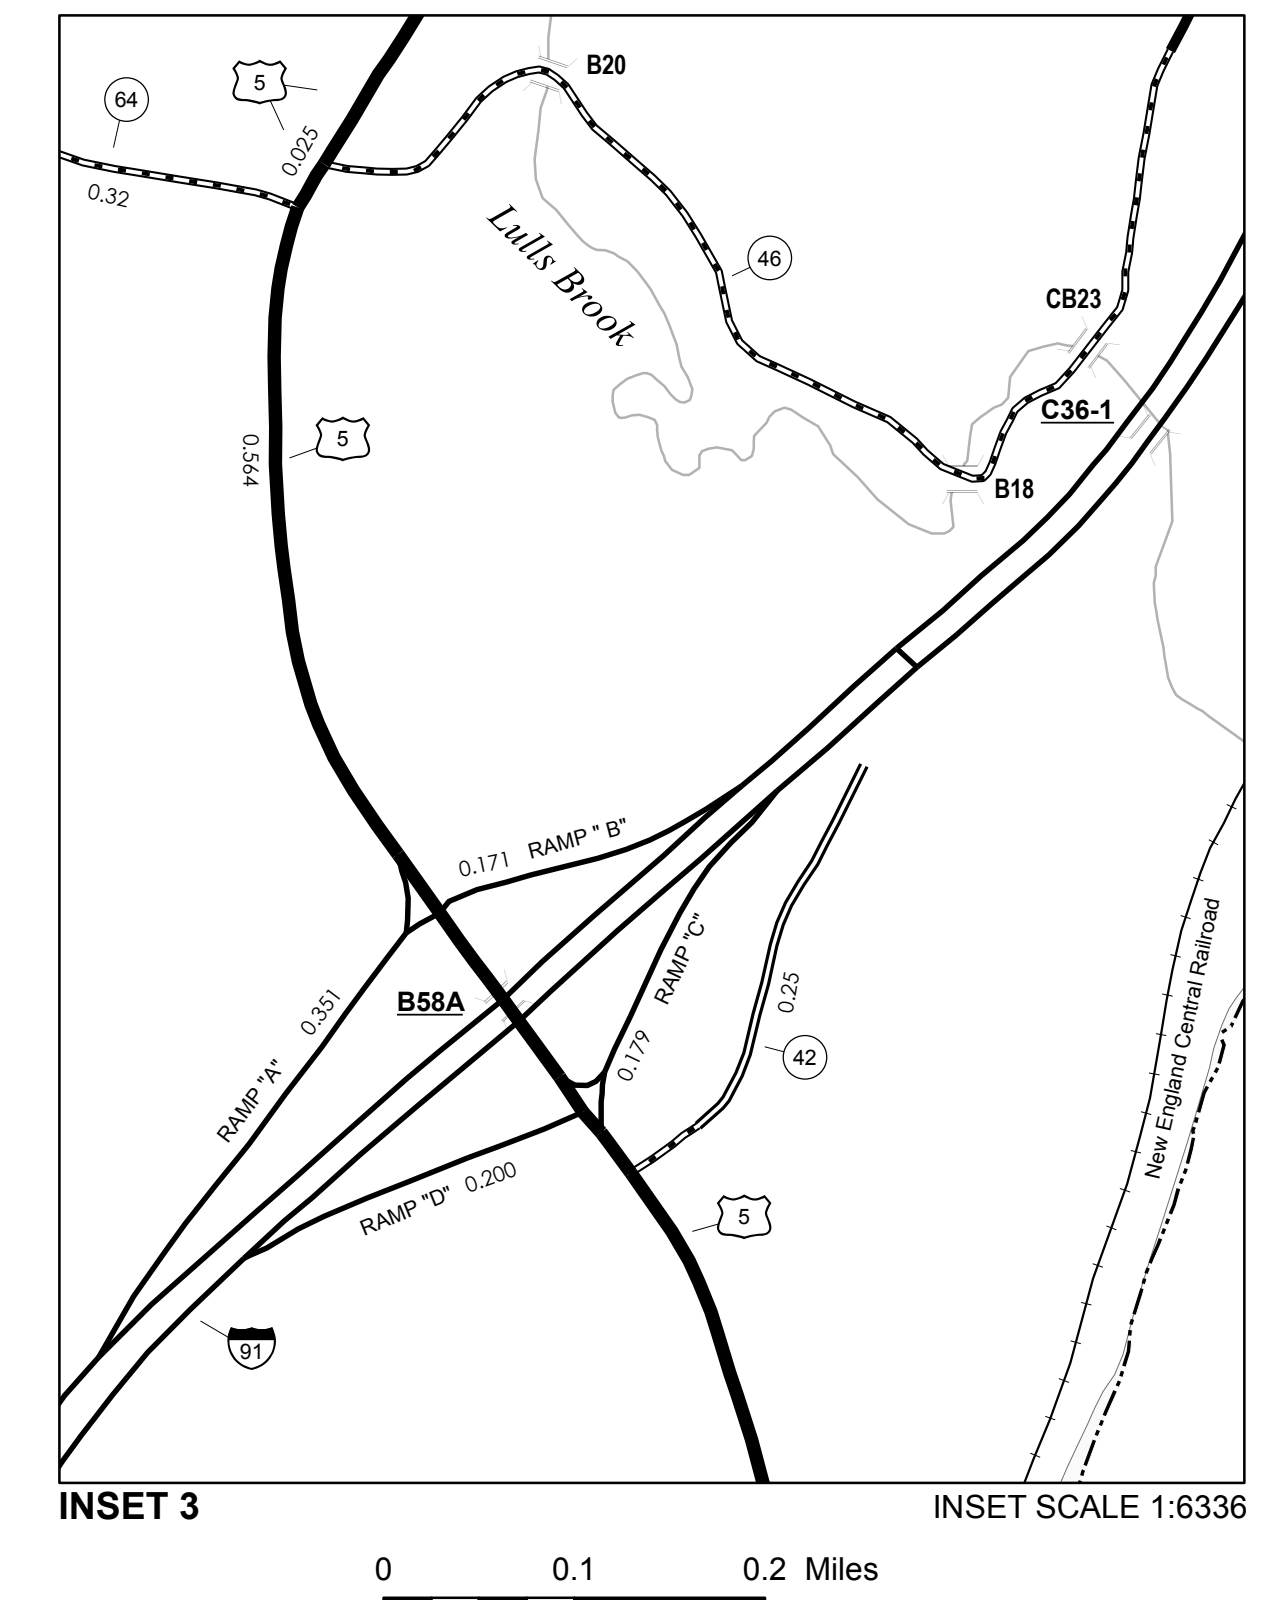 B20
5
64
0.025
0.32
Lulls Brook
46
CB23
C36-1
5
0.564
B18
0.171 RAMP " B"
RAMP "C"
0.179
B58A
0.351
RAMP "A"
0.25
42
New England Central Railroad
RAMP "D" 0.200
5
91
INSET 3
INSET SCALE 1:6336
0 0.1 0.2 Miles